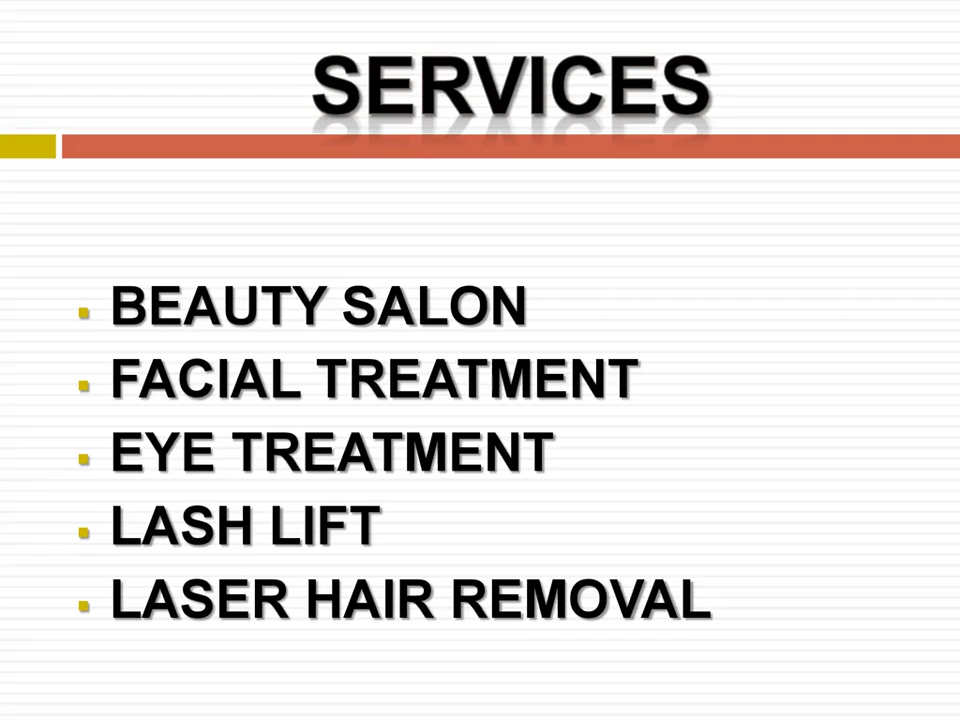 SERVICES
BEAUTY SALON
FACIAL TREATMENT
EYE TREATMENT
LASH LIFT
LASER HAIR REMOVAL